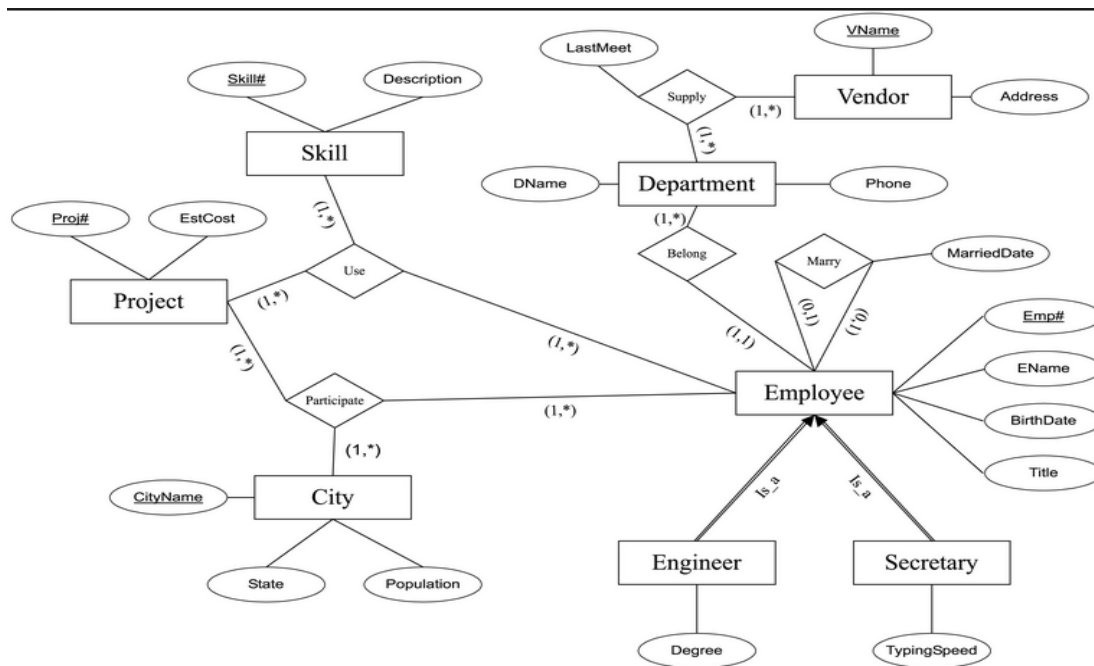 VName
LastMeet
Skill#
Description
Supply
Vendor
Address
(1,*)
(1,*)
Skill
DName
Department
Phone
(1,*)
(1,*)
Proj#
EstCost
Belong
Marry
MarriedDate
Use
Project
(1,*)
(0,1)
(0,1)
Emp#
(1,1)
(1,*)
(1,*)
EName
Participate
Employee
(1,*)
BirthDate
(1,*)
Title
CityName
City
Is_a
Is_a
Engineer
Secretary
State
Population
Degree
TypingSpeed